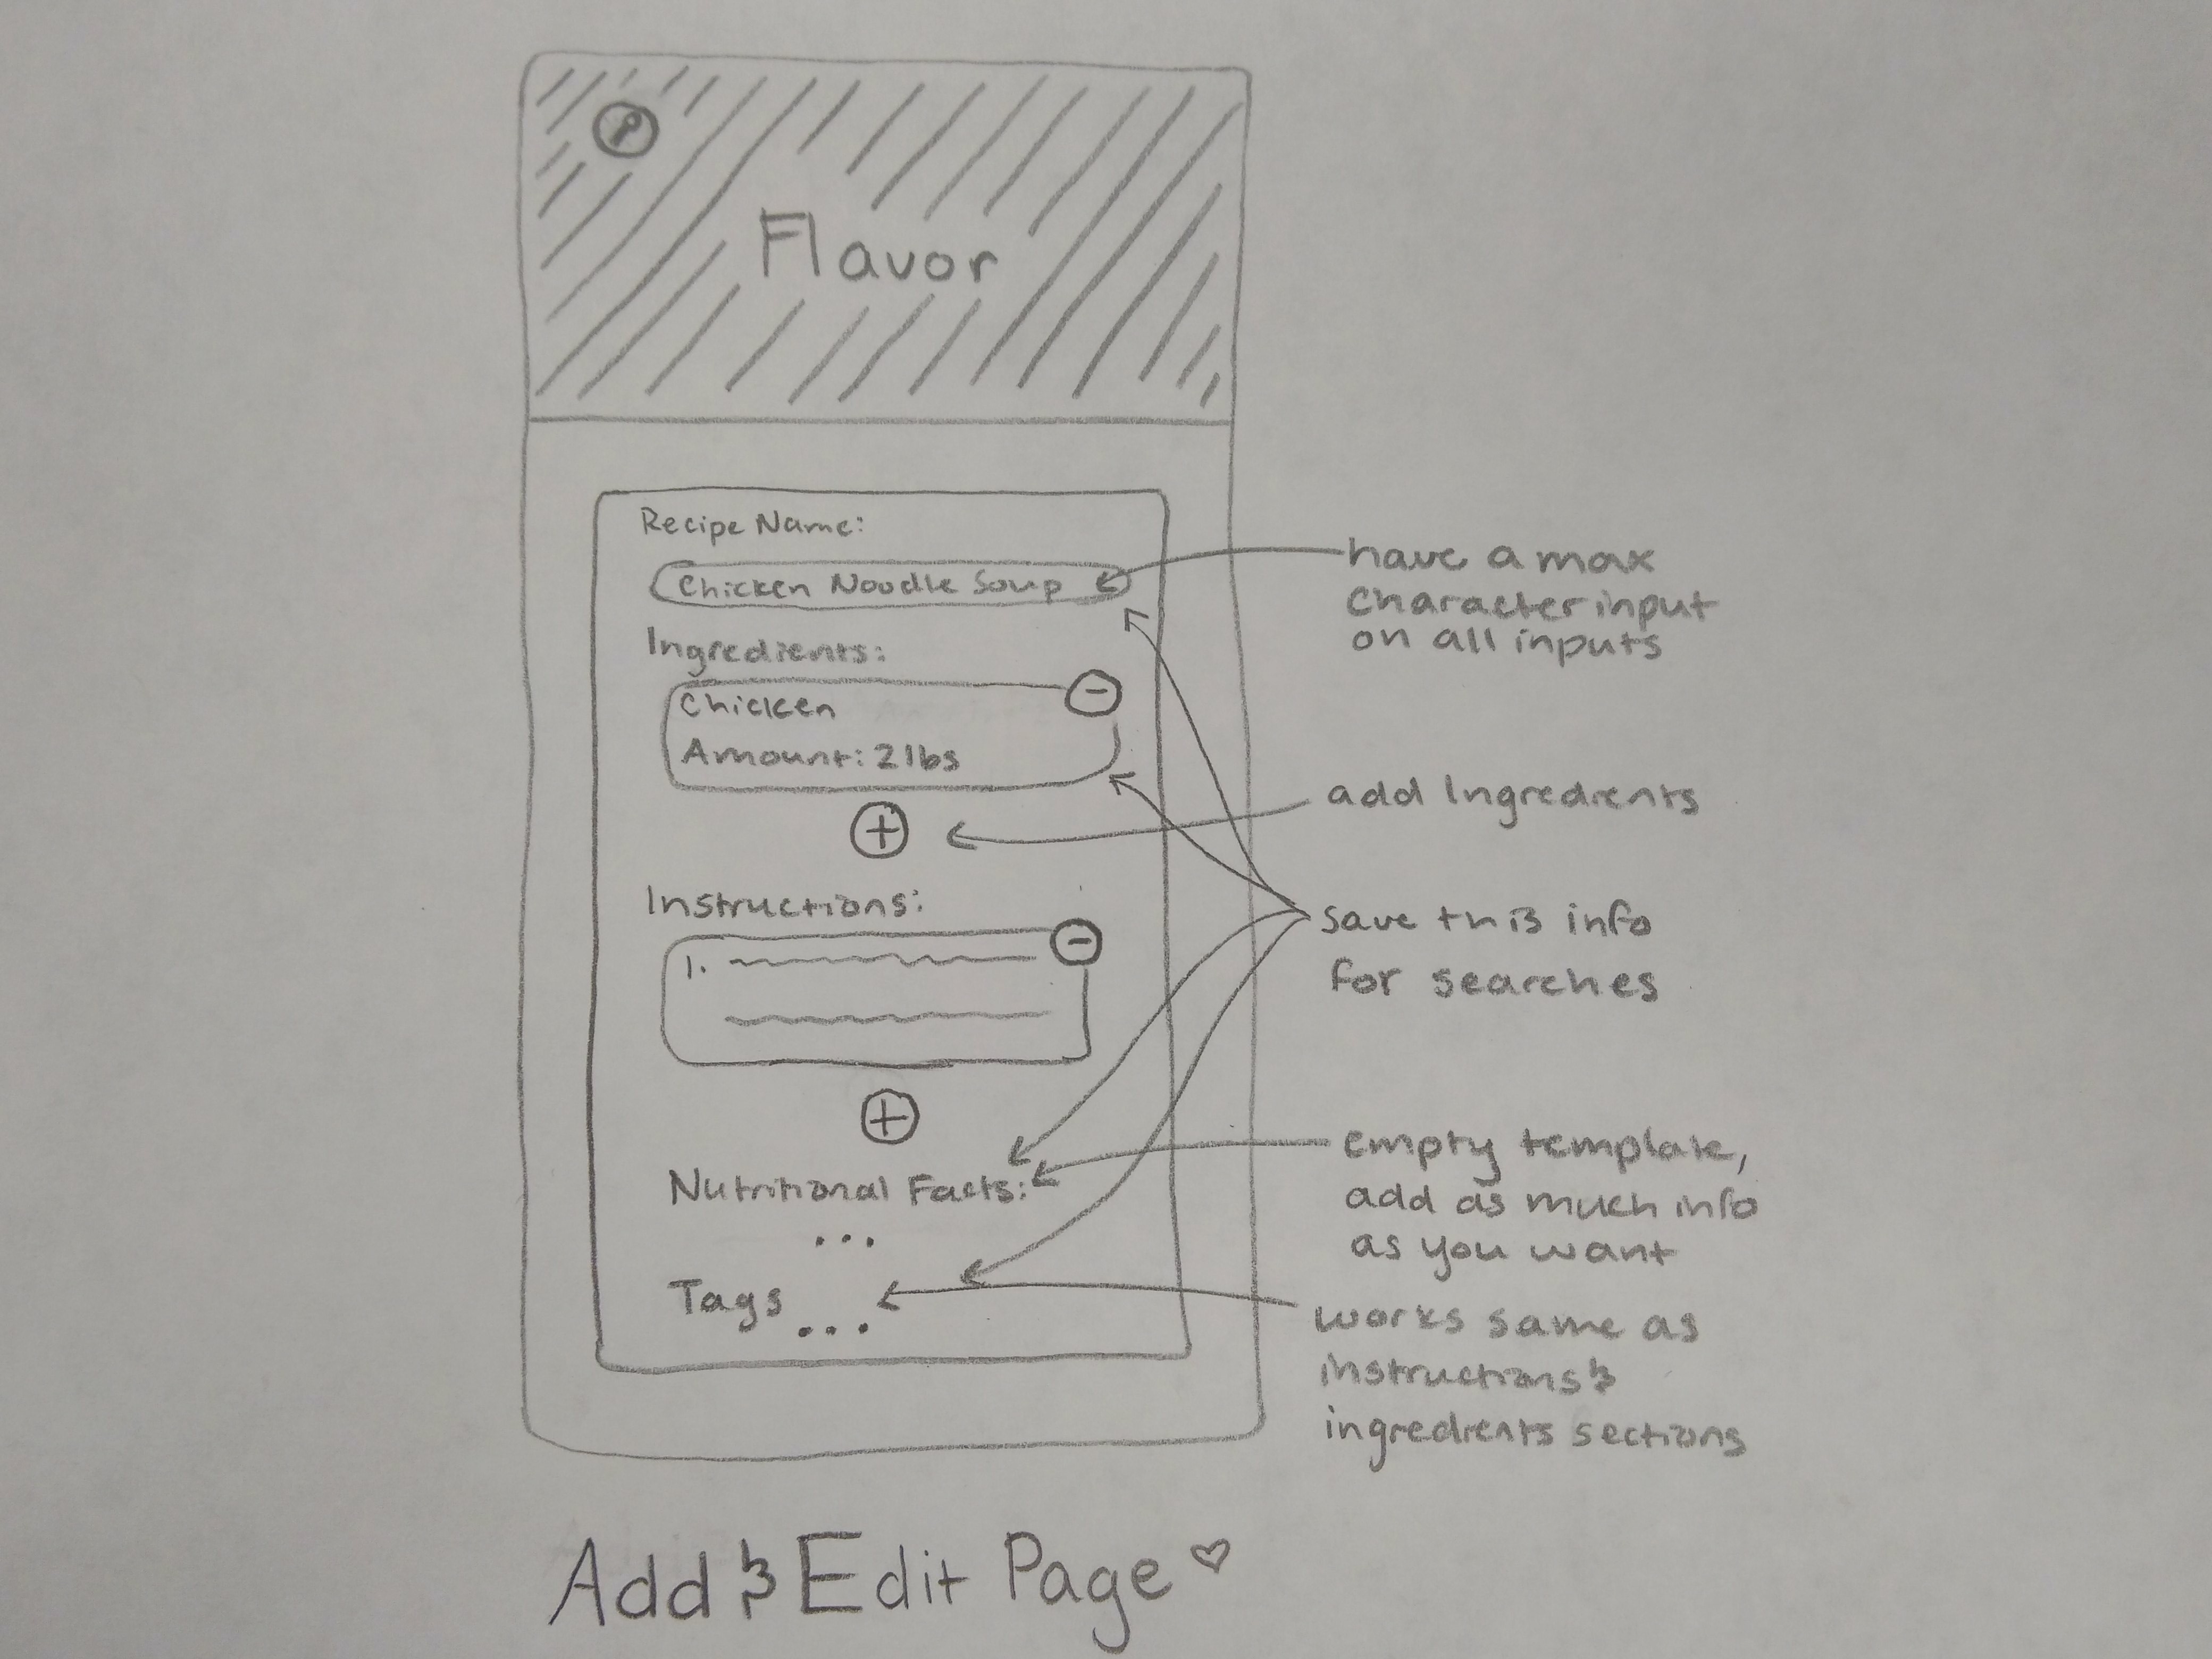 Flavor
Recipe Name:
Chicken Noodle Soup
Ingredients:
Chicken
Amount: 2lbs
Instructions:
1.
Nutritional Facts:
...
Tags
...
have a max
character input
on all inputs
add Ingredients
save this info
for searches
empty template,
add as much info
as you want
works same as
instructions &
ingredients sections
Add & Edit Page ♡